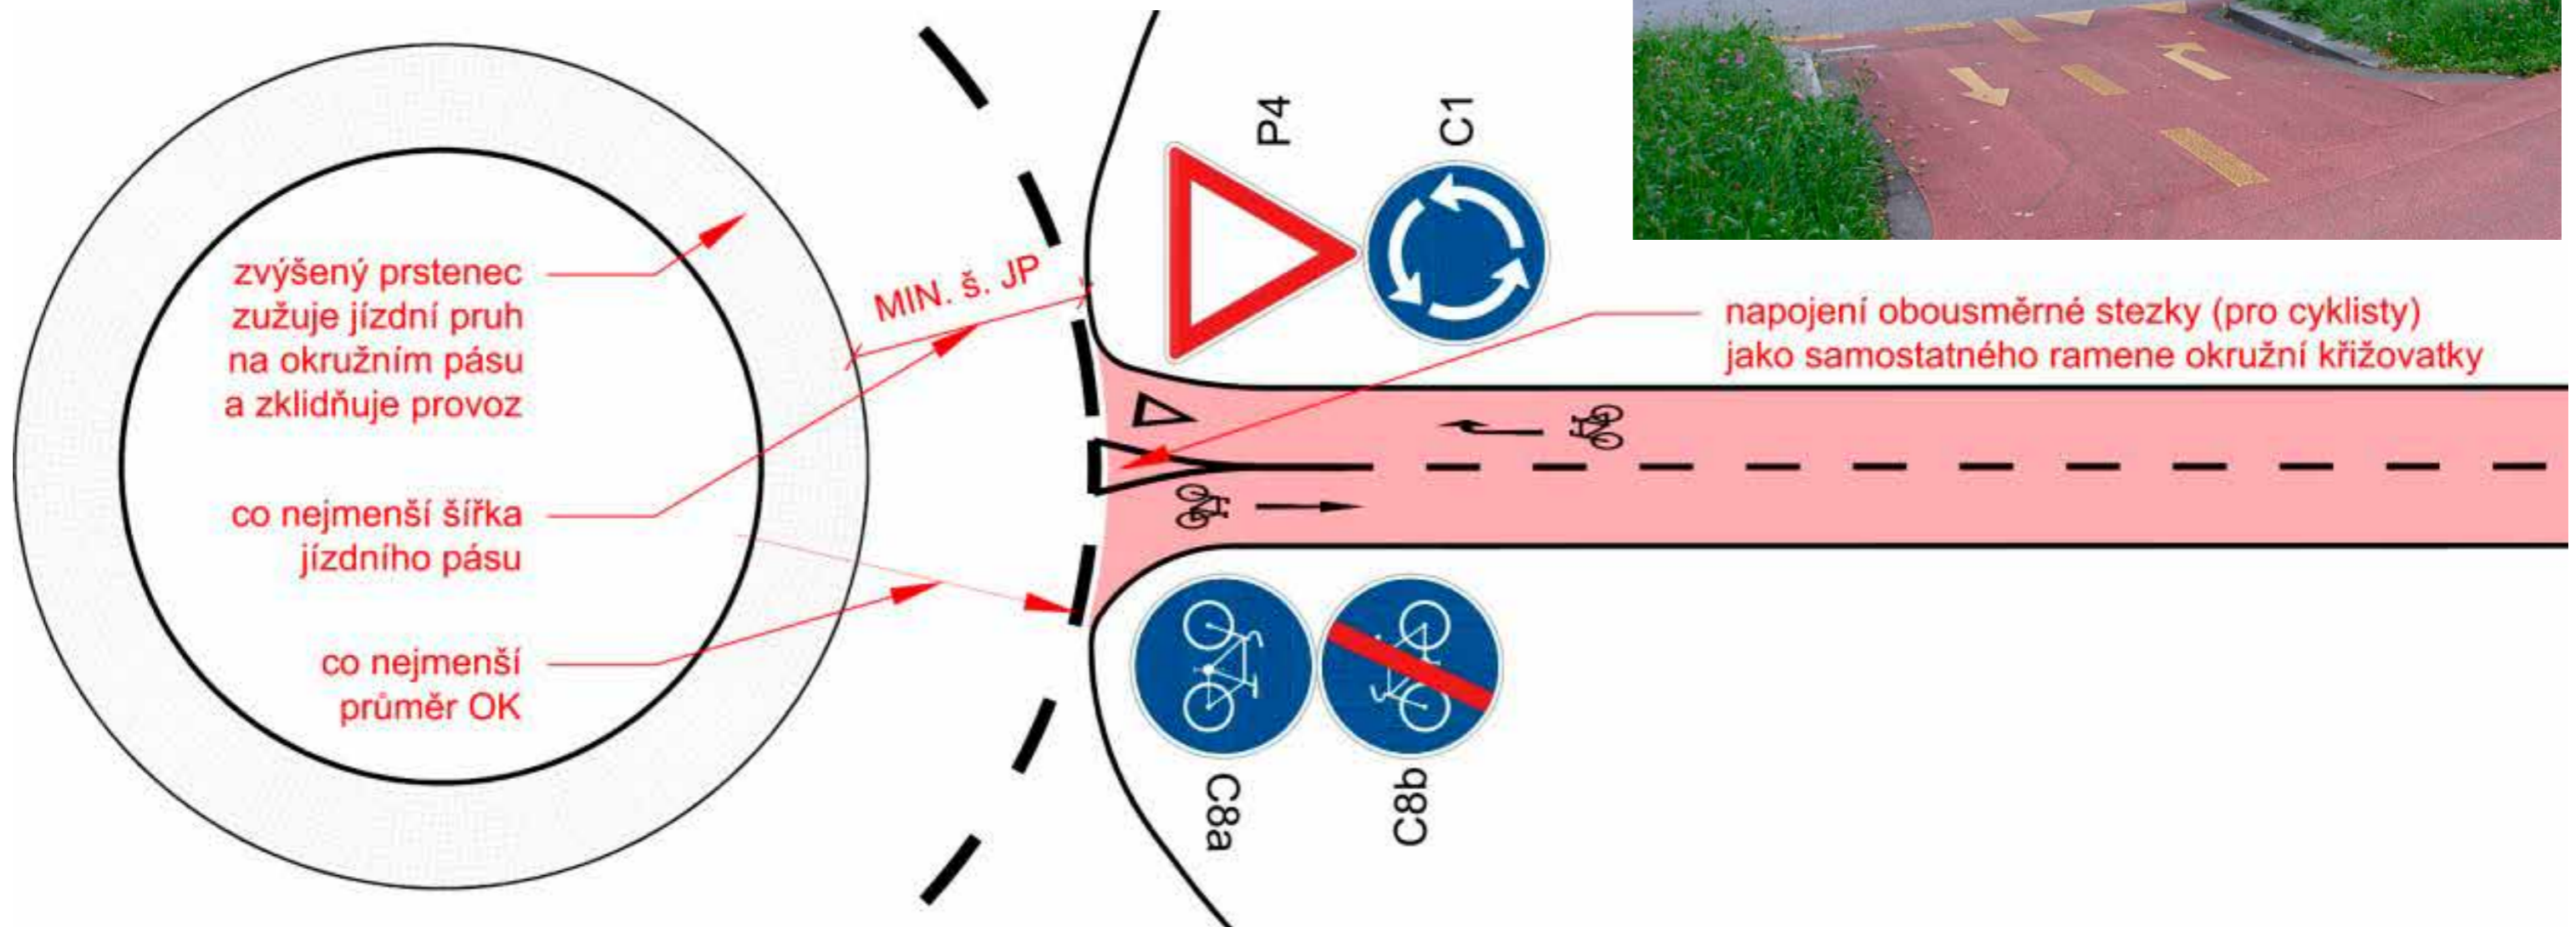 P4
C1
zvýšený prstenec
zužuje jízdní pruh
na okružním pásu
a zklidňuje provoz
MIN. š. JP
napojení obousměrné stezky (pro cyklisty)
jako samostatného ramene okružní křižovatky
co nejmenší šířka
jízdního pásu
co nejmenší
průměr OK
C8a
C8b